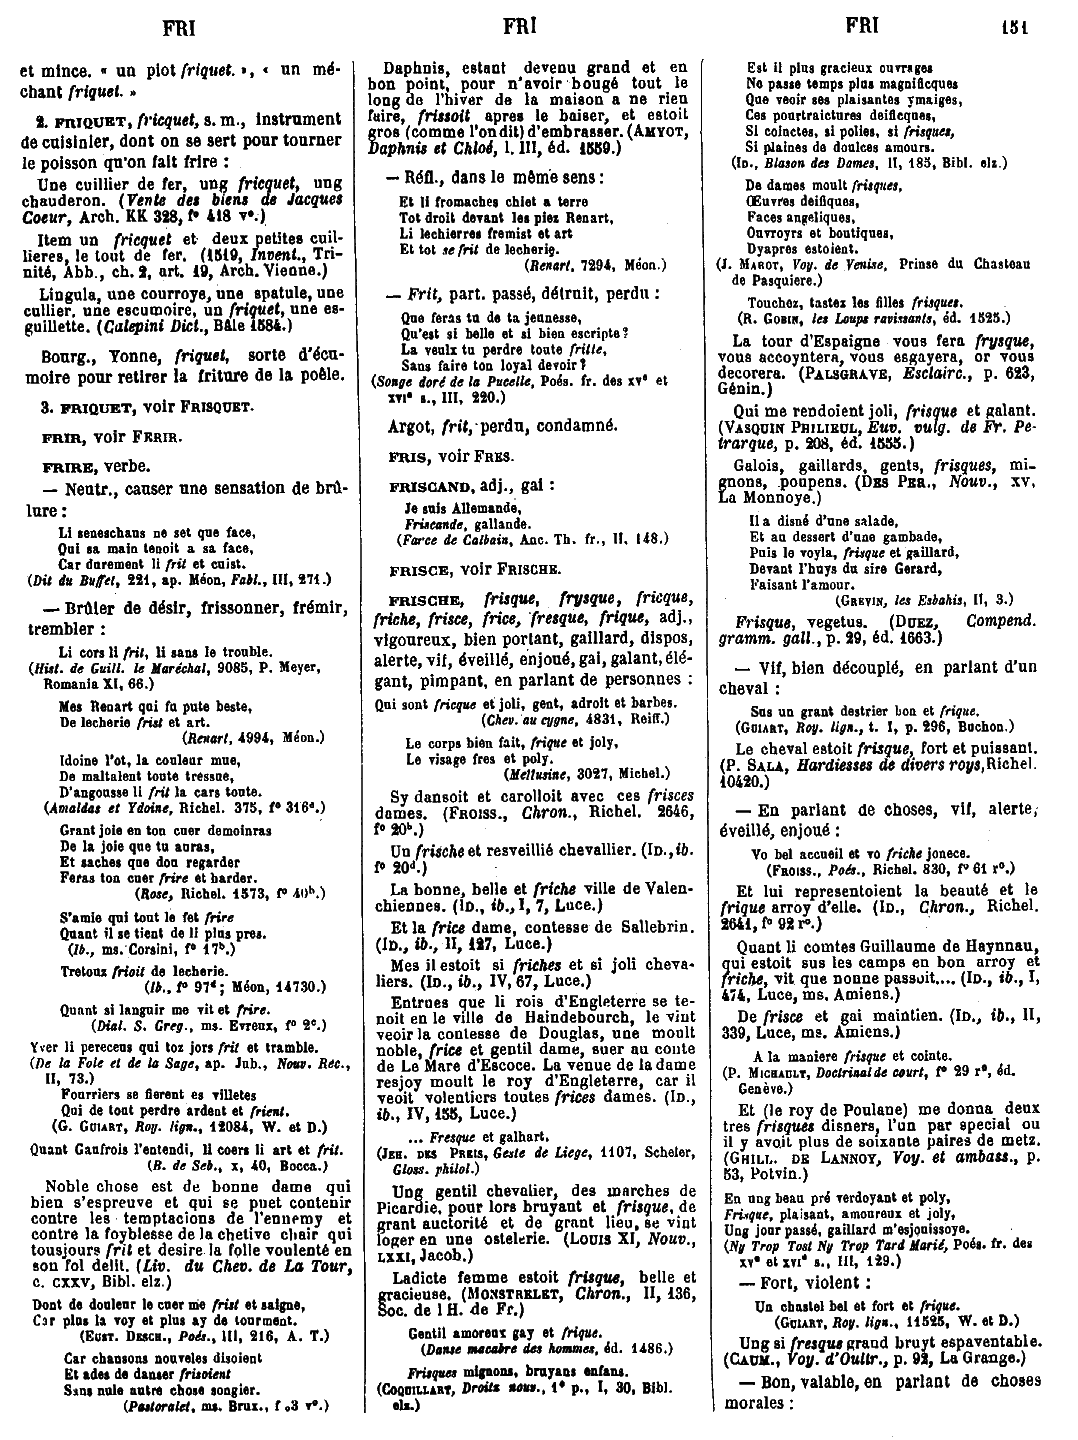 FRI
FRI
FRI
151
et mince. « un piot friquet. », « un mé-
chant friquet. »
2. FRIQUET, fricquet, s. m., instrument
de cuisinier, dont on se sert pour tourner
le poisson qu'on fait frire :
Une cuillier de fer, ung fricquet, ung
chauderon. (Vente des biens de Jacques
Coeur, Arch. KK 328, f° 418 v°.)
Item un fricquet et deux petites cuil-
lieres, le tout de fer. (1519, Invent., Tri-
nité, Abb., ch. 2, art. 19, Arch. Vienne.)
Lingula, une courroye, une spatule, une
cullier, une escumoire, un friquet, une es-
guillette. (Calepini Dict., Bâle 1584.)
Bourg., Yonne, friquet, sorte d'écu-
moire pour retirer la friture de la poêle.
3. FRIQUET, voir FRISQUET.
FRIR, voir FERIR.
FRIRE, verbe.
— Neutr., causer une sensation de brû-
lure :
Li seneschans ne set que face,
Qui sa main tenoit a sa face,
Car durement li frit et cuist.
(Dit du Buffet, 221, ap. Méon, Fabl., III, 271.)
— Brûler de désir, frissonner, frémir,
trembler :
Li cors li frit, li sans le trouble.
(Hist. de Guill. le Maréchal, 9085, P. Meyer,
Romania XI, 66.)
Mes Renart qui fu pute beste,
De lecherie frist et art.
(Renart, 4994, Méon.)
Idoine l'ot, la couleur mue,
De maltalent toute tressue,
D'angousse li frit la cars toute.
(Amaldas et Ydoine, Richel. 375, f° 316ᵈ.)
Grant joie en ton cuer demoinras
De la joie que tu auras,
Et saches que dou regarder
Feras ton cuer frire et harder.
(Rose, Richel. 1573, f° 40ᵇ.)
S'amie qui tout le fet frire
Quant il se tient de li plus pres.
(Ib., ms. Corsini, f° 17ᵇ.)
Tretoux frioit de lecherie.
(Ib., f° 97ᵈ; Méon, 14730.)
Quant si languir me vit et frire.
(Dial. S. Greg., ms. Evreux, f° 2ᶜ.)
Yver li perecens qui toz jors frit et tramble.
(De la Fole et de la Sage, ap. Jub., Nouv. Rec.,
II, 73.)
Fourriers se fierent es villetes
Qui de tout perdre ardent et frient.
(G. GUIART, Roy. lign., 12084, W. et D.)
Quant Gaufrois l'entendi, li coers li art et frit.
(B. de Seb., x, 40, Bocca.)
Noble chose est de bonne dame qui
bien s'espreuve et qui se puet contenir
contre les temptacions de l'ennemy et
contre la foyblesse de la chetive chair qui
tousjours frit et desire la folle voulenté en
son fol delit. (Liv. du Chev. de La Tour,
c. CXXV, Bibl. elz.)
Dont de douleur le cuer me frist et saigne,
Car plus la voy et plus ay de tourment.
(EUST. DESCH., Poés., III, 216, A. T.)
Car chansons nouveles disoient
Et ades de danser frisoient
Sans nule autre chose songier.
(Pastoralet, ms. Brux., f°3 v°.)
Daphnis, estant devenu grand et en
bon point, pour n'avoir bougé tout le
long de l'hiver de la maison a ne rien
faire, frissoit apres le baiser, et estoit
gros (comme l'on dit) d'embrasser. (AMYOT,
Daphnis et Chloé, l. III, éd. 1559.)
— Réfl., dans le même sens :
Et li fromaches chiet a terre
Tot droit devant les piez Renart,
Li lechierres fremist et art
Et tot se frit de lecherie.
(Renart, 7294, Méon.)
— Frit, part. passé, détruit, perdu :
Que feras tu de ta jeunesse,
Qu'est si belle et si bien escripte?
La veulx tu perdre toute fritte,
Sans faire ton loyal devoir?
(Songe doré de la Pucelle, Poés. fr. des XVᵉ et
XVIᵉ s., III, 220.)
Argot, frit, perdu, condamné.
FRIS, voir FRES.
FRISCAND, adj., gai :
Je suis Allemande,
Friscande, gallande.
(Farce de Calbain, Anc. Th. fr., II, 148.)
FRISCE, voir FRISCHE.
FRISCHE, frisque, frysque, fricque,
friche, frisce, frice, fresque, frique, adj.,
vigoureux, bien portant, gaillard, dispos,
alerte, vif, éveillé, enjoué, gai, galant, élé-
gant, pimpant, en parlant de personnes :
Qui sont fricque et joli, gent, adroit et barbes.
(Chev. au cygne, 4831, Reiff.)
Le corps bien fait, frique et joly,
Le visage fres et poly.
(Mellusine, 3027, Michel.)
Sy dansoit et carolloit avec ces frisces
dames. (FROISS., Chron., Richel. 2646,
f° 20ᵇ.)
Un frische et resveillié chevallier. (ID., ib.
f° 20ᵈ.)
La bonne, belle et friche ville de Valen-
chiennes. (ID., ib., I, 7, Luce.)
Et la frice dame, contesse de Sallebrin.
(ID., ib., II, 127, Luce.)
Mes il estoit si friches et si joli cheva-
liers. (ID., ib., IV, 67, Luce.)
Entrues que li rois d'Engleterre se te-
noit en le ville de Haindebourch, le vint
veoir la contesse de Douglas, une moult
noble, frice et gentil dame, suer au conte
de Le Mare d'Escoce. La venue de la dame
resjoy moult le roy d'Engleterre, car il
veoit volentiers toutes frices dames. (ID.,
ib., IV, 155, Luce.)
... Fresque et galhart.
(JEH. DES PREIS, Geste de Liege, 1107, Scheler,
Gloss. philol.)
Ung gentil chevalier, des marches de
Picardie, pour lors bruyant et frisque, de
grant auctorité et de grant lieu, se vint
loger en une ostelerie. (LOUIS XI, Nouv.,
LXXI, Jacob.)
Ladicte femme estoit frisque, belle et
gracieuse. (MONSTRELET, Chron., II, 136,
Soc. de l H. de Fr.)
Gentil amoreux gay et frique.
(Danse macabre des hommes, éd. 1486.)
Frisques mignons, bruyans enfans.
(COQUILLART, Droits nouv., 1ᵉ p., I, 30, Bibl.
elz.)
Est il plus gracieux ouvrages
Ne passe temps plus magnificques
Que veoir ses plaisantes ymaiges,
Ces pourtraictures deificques,
Si coinctes, si polies, si frisques,
Si plaines de doulces amours.
(ID., Blason des Dames, II, 185, Bibl. elz.)
De dames moult frisques,
Œuvres deifiques,
Faces angeliques,
Ouvroyrs et boutiques,
Dyapres estoient.
(J. MAROT, Voy. de Venise, Prinse du Chasteau
de Pasquiere.)
Touchez, tastez les filles frisques.
(R. GOBIN, les Loups ravissants, éd. 1525.)
La tour d'Espaigne vous fera frysque,
vous accoyntera, vous esgayera, or vous
decorera. (PALSGRAVE, Esclairc., p. 623,
Génin.)
Qui me rendoient joli, frisque et galant.
(VASQUIN PHILIEUL, Euv. vulg. de Fr. Pe-
trarque, p. 208, éd. 1555.)
Galois, gaillards, gents, frisques, mi-
gnons, poupens. (DES PER., Nouv., XV,
La Monnoye.)
Il a disné d'une salade,
Et au dessert d'une gambade,
Puis le voyla, frisque et gaillard,
Devant l'huys du sire Gerard,
Faisant l'amour.
(GREVIN, les Esbahis, II, 3.)
Frisque, vegetus. (DUEZ, Compend.
gramm. gall., p. 29, éd. 1663.)
— Vif, bien découplé, en parlant d'un
cheval :
Sus un grant destrier bon et frique.
(GUIART, Roy. lign., t. I, p. 296, Buchon.)
Le cheval estoit frisque, fort et puissant.
(P. SALA, Hardiesses de divers roys, Richel.
10420.)
— En parlant de choses, vif, alerte,
éveillé, enjoué :
Vo bel accueil et vo friche jonece.
(FROISS., Poés., Richel. 830, f° 61 r°.)
Et lui representoient la beauté et le
frique arroy d'elle. (ID., Chron., Richel.
2641, f° 92 r°.)
Quant li comtes Guillaume de Haynnau,
qui estoit sus les camps en bon arroy et
friche, vit que nonne passoit.... (ID., ib., I,
474, Luce, ms. Amiens.)
De frisce et gai maintien. (ID., ib., II,
339, Luce, ms. Amiens.)
A la maniere frisque et cointe.
(P. MICHAULT, Doctrinal de court, f° 29 r°, éd.
Genève.)
Et (le roy de Poulane) me donna deux
tres frisques disners, l'un par special ou
il y avoit plus de soixante paires de metz.
(GHILL. DE LANNOY, Voy. et ambass., p.
53, Potvin.)
En ung beau pré verdoyant et poly,
Frisque, plaisant, amoureux et joly,
Ung jour passé, gaillard m'esjouissoye.
(Ny Trop Tost Ny Trop Tard Marié, Poés. fr. des
XVᵉ et XVIᵉ s., III, 129.)
— Fort, violent :
Un chastel bel et fort et frique.
(GUIART, Roy. lign., 11525, W. et D.)
Ung si fresque grand bruyt espaventable.
(CAUM., Voy. d'Oultr., p. 92, La Grange.)
— Bon, valable, en parlant de choses
morales :